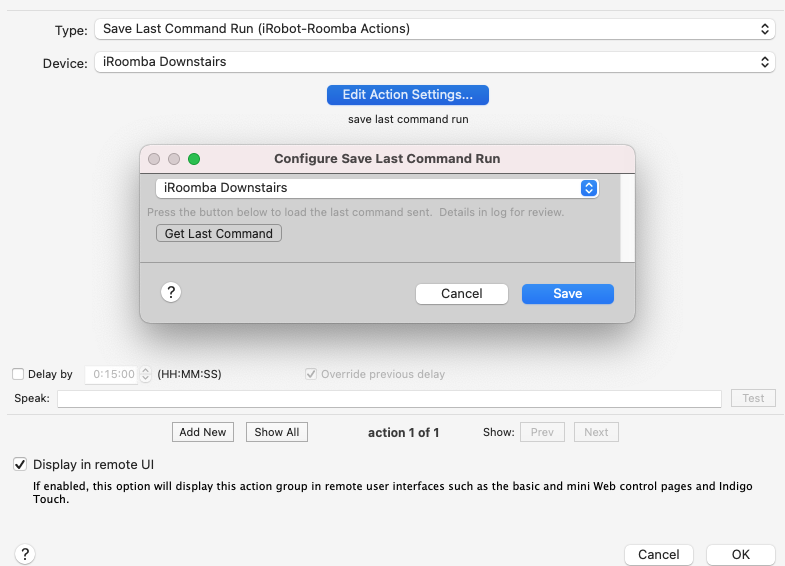 Type: Save Last Command Run (iRobot-Roomba Actions)
Device: iRoomba Downstairs
Edit Action Settings...
save last command run
Configure Save Last Command Run
iRoomba Downstairs
Press the button below to load the last command sent. Details in log for review.
Get Last Command
? Cancel Save
Delay by 0:15:00 (HH:MM:SS) Override previous delay
Speak: Test
Add New Show All action 1 of 1 Show: Prev Next
Display in remote UI
If enabled, this option will display this action group in remote user interfaces such as the basic and mini Web control pages and Indigo
Touch.
? Cancel OK